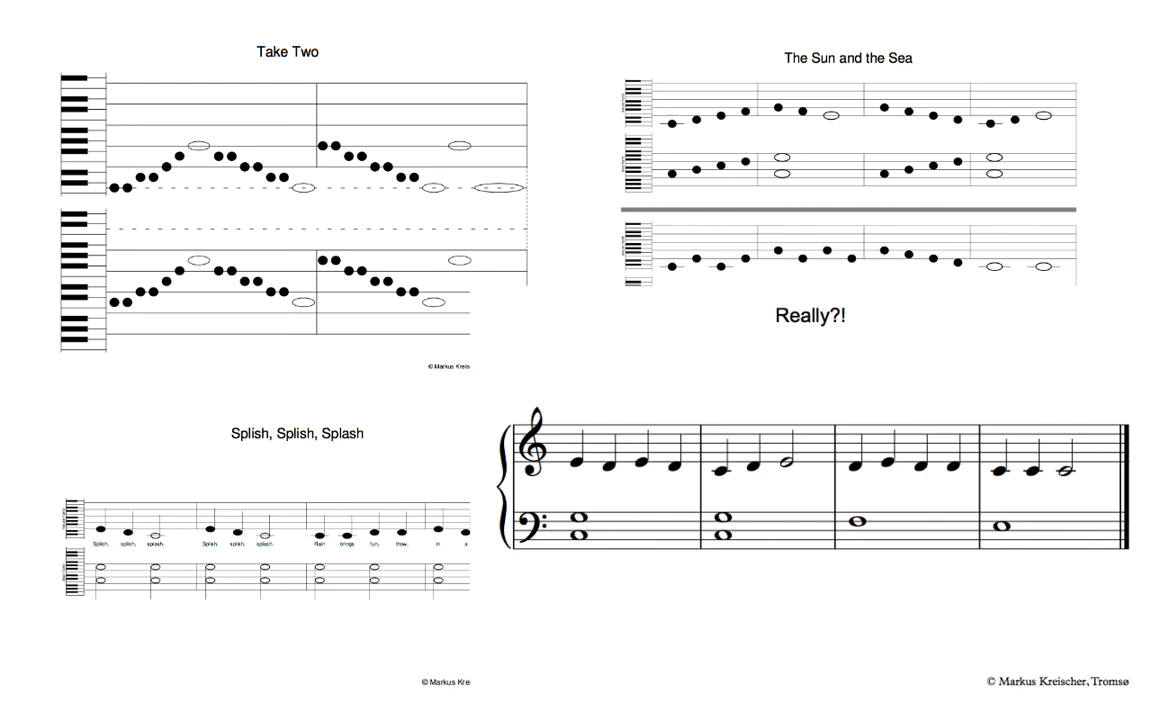 Take Two
© Markus Kreis
The Sun and the Sea
Really?!
Splish, Splish, Splash
Splish, splish, splash. Splish, splish, splash. Rain brings fun, thow, in a
© Markus Krei
© Markus Kreischer, Tromsø